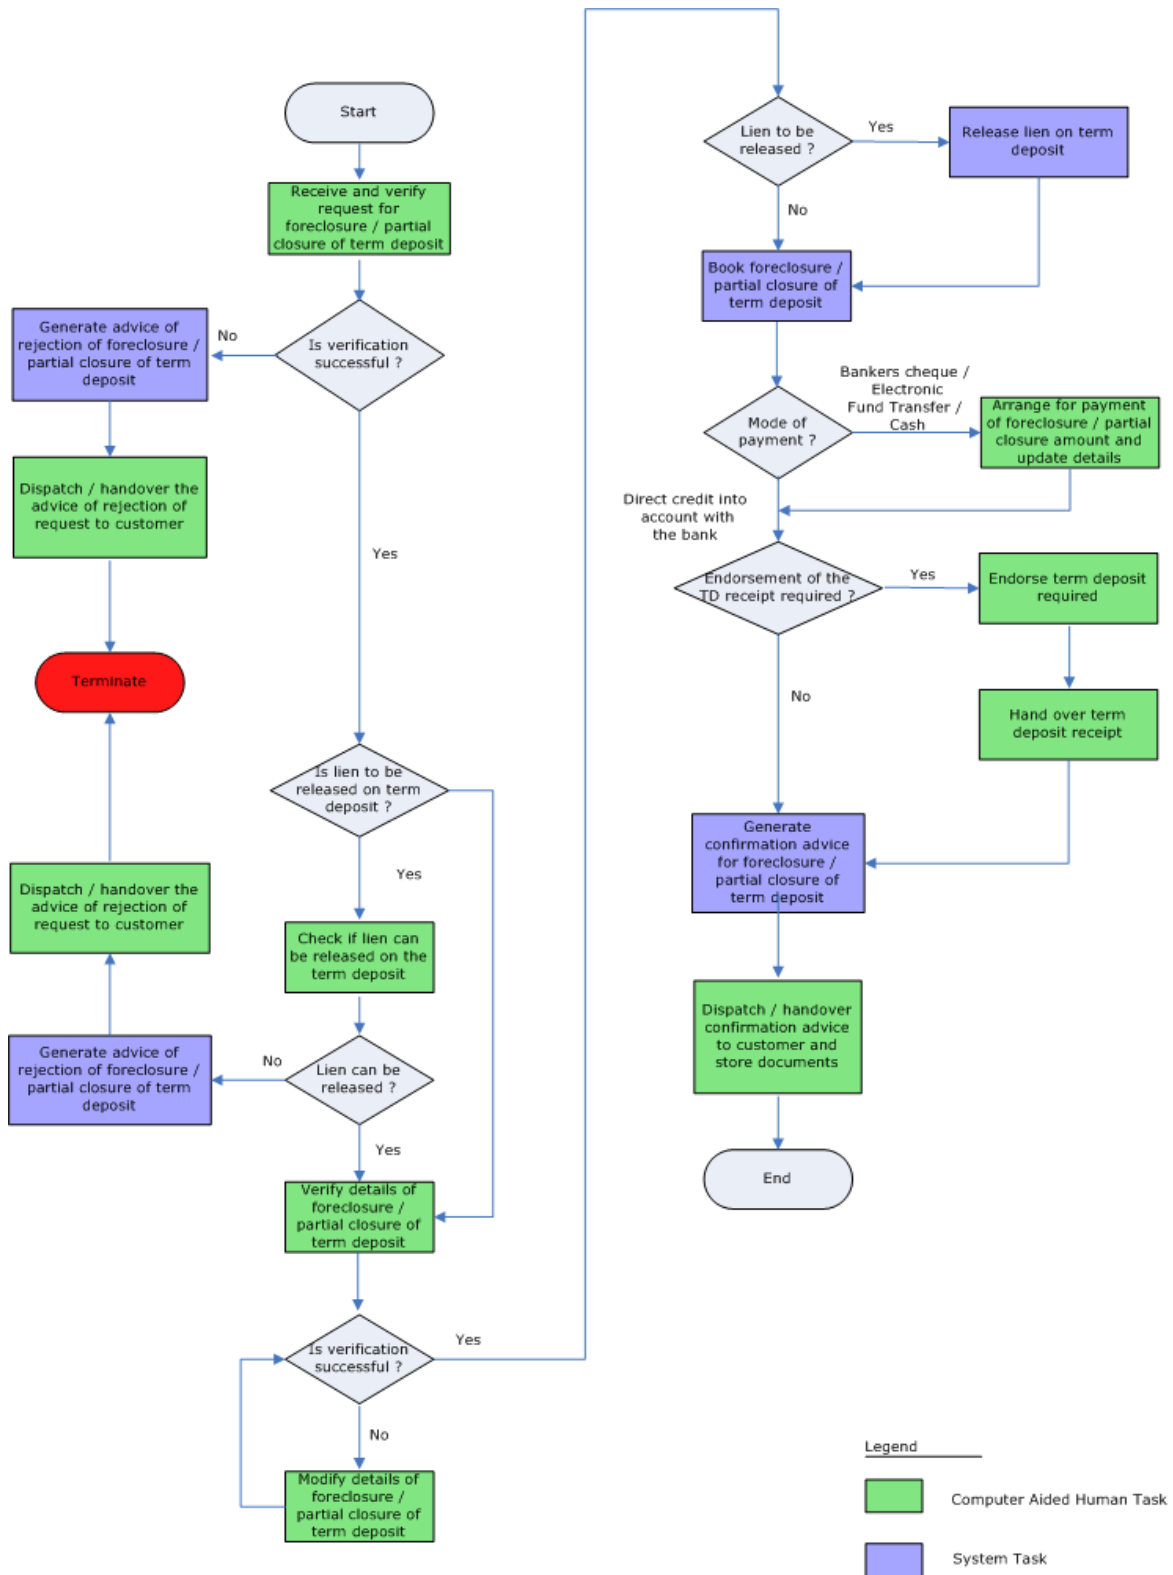 Start
Receive and verify
request for
foreclosure / partial
closure of term deposit
Is verification
successful ?
No
Generate advice of
rejection of foreclosure /
partial closure of term
deposit
Dispatch / handover the
advice of rejection of
request to customer
Terminate
Yes
Is lien to be
released on term
deposit ?
Yes
Check if lien can
be released on the
term deposit
Lien can be
released ?
No
Generate advice of
rejection of foreclosure /
partial closure of term
deposit
Dispatch / handover the
advice of rejection of
request to customer
Yes
Verify details of
foreclosure /
partial closure of
term deposit
Is verification
successful ?
Yes
No
Modify details of
foreclosure /
partial closure of
term deposit
Lien to be
released ?
Yes
Release lien on term
deposit
No
Book foreclosure /
partial closure of
term deposit
Mode of
payment ?
Bankers cheque /
Electronic
Fund Transfer /
Cash
Arrange for payment
of foreclosure / partial
closure amount and
update details
Direct credit into
account with
the bank
Endorsement of the
TD receipt required ?
Yes
Endorse term deposit
required
Hand over term
deposit receipt
No
Generate
confirmation advice
for foreclosure /
partial closure of
term deposit
Dispatch / handover
confirmation advice
to customer and
store documents
End
Legend
Computer Aided Human Task
System Task